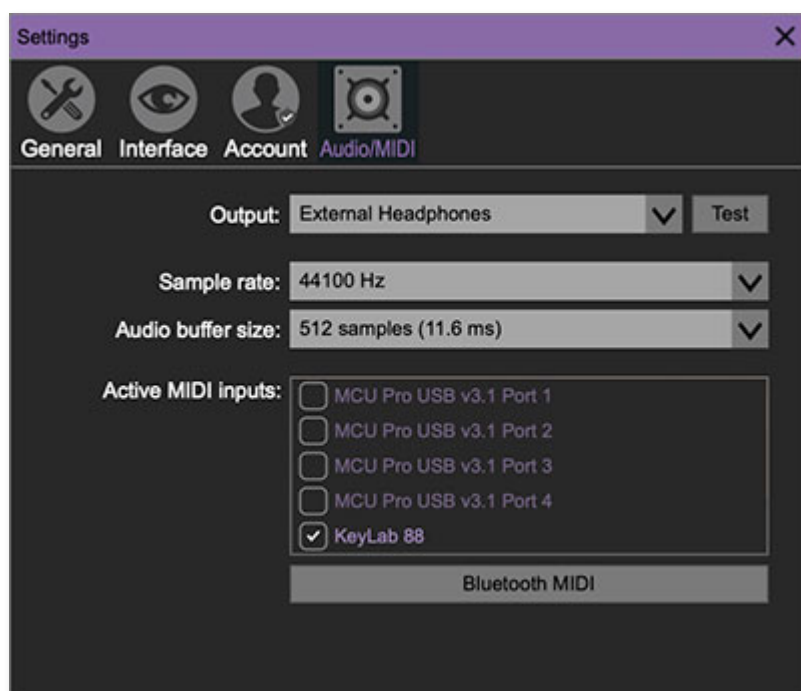 Settings
General Interface Account Audio/MIDI
Output: External Headphones Test
Sample rate: 44100 Hz
Audio buffer size: 512 samples (11.6 ms)
Active MIDI inputs: MCU Pro USB v3.1 Port 1
MCU Pro USB v3.1 Port 2
MCU Pro USB v3.1 Port 3
MCU Pro USB v3.1 Port 4
KeyLab 88
Bluetooth MIDI